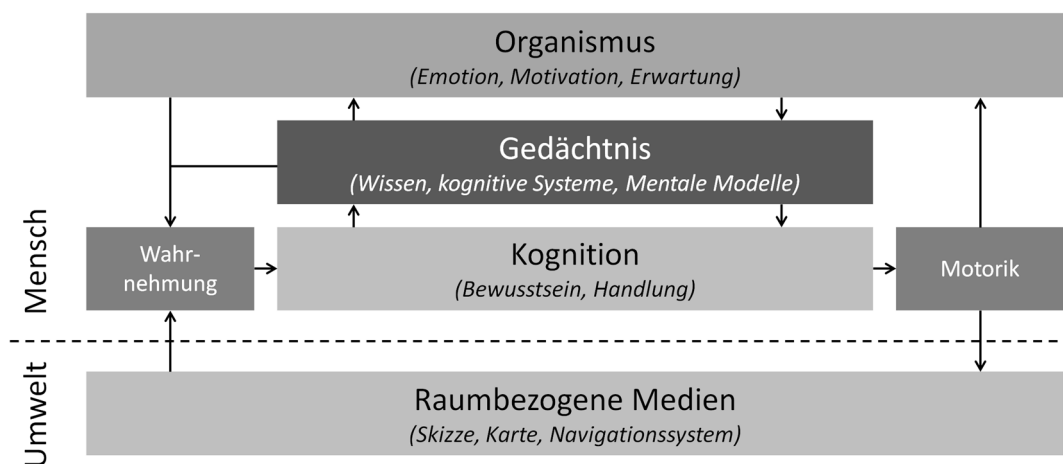 Organismus
(Emotion, Motivation, Erwartung)
Gedächtnis
(Wissen, kognitive Systeme, Mentale Modelle)
Mensch
Wahr-
nehmung
Kognition
(Bewusstsein, Handlung)
Motorik
Umwelt
Raumbezogene Medien
(Skizze, Karte, Navigationssystem)